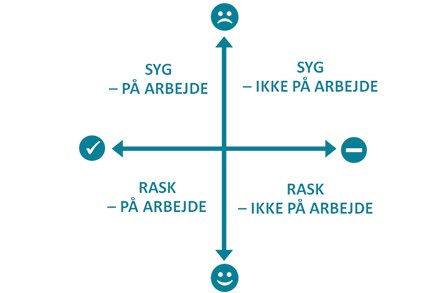 SYG
– PÅ ARBEJDE
SYG
– IKKE PÅ ARBEJDE
RASK
– PÅ ARBEJDE
RASK
– IKKE PÅ ARBEJDE